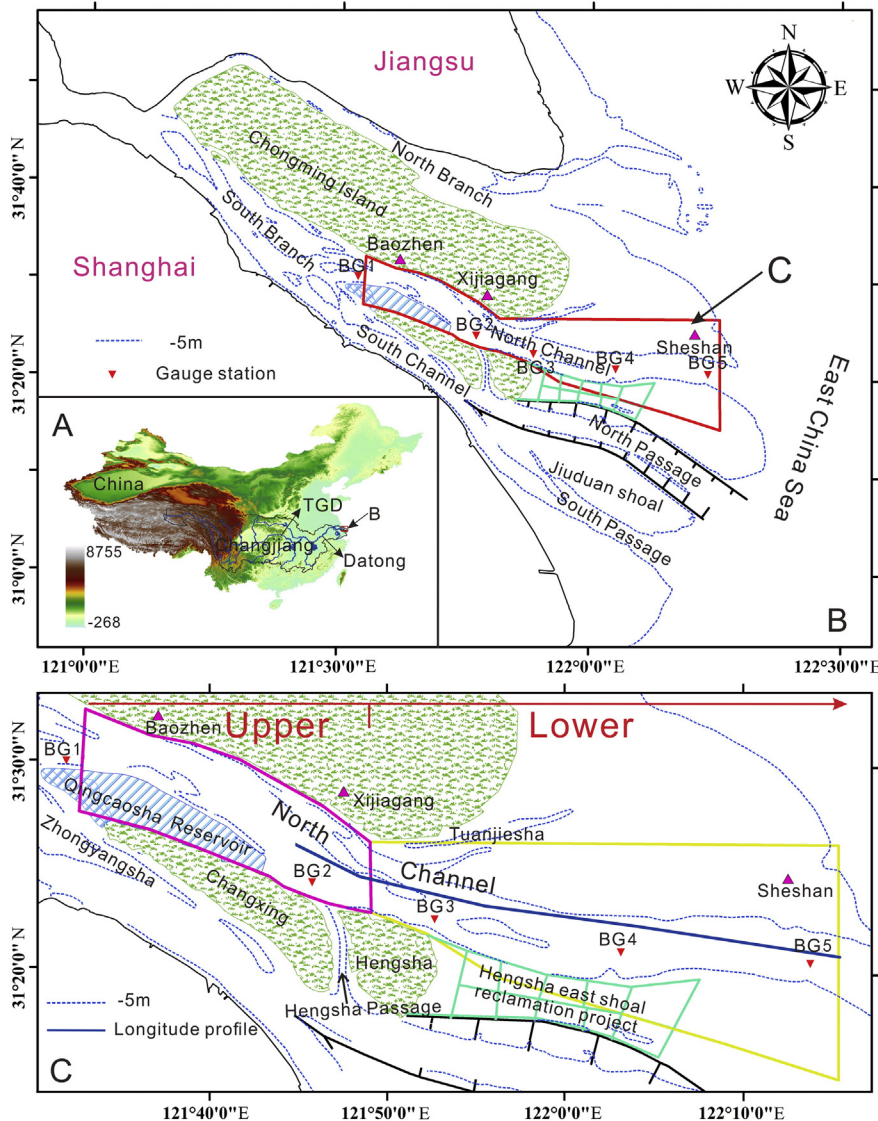 Jiangsu
N
W
E
S
31°40'0" N
31°20'0" N
31°0'0" N
North Branch
Chongming Island
South Branch
Baozhen
Shanghai
BG1
Xijiagang
C
-5m
Gauge station
BG2
North Channel
Sheshan
BG3
BG4
BG5
South Channel
East China Sea
North Passage
Jiuduan shoal
South Passage
A
China
TGD
B
8755
Changjiang
Datong
-268
B
121°0'0"E
121°30'0"E
122°0'0"E
122°30'0"E
Upper
Lower
31°30'0" N
31°20'0" N
Baozhen
BG1
Qingcaosha Reservoir
Xijiagang
Tuanjiesha
North
Channel
Zhongyangsha
BG2
Changxing
Sheshan
BG3
BG4
BG5
Hengsha
Hengsha east shoal
reclamation project
-5m
Hengsha Passage
Longitude profile
C
121°40'0"E
121°50'0"E
122°0'0"E
122°10'0"E